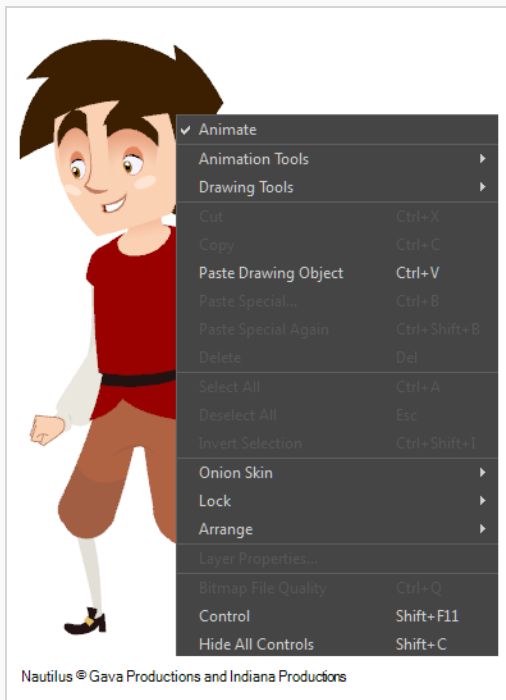 Animate
Animation Tools
Drawing Tools
Cut Ctrl+X
Copy Ctrl+C
Paste Drawing Object Ctrl+V
Paste Special... Ctrl+B
Paste Special Again Ctrl+Shift+B
Delete Del
Select All Ctrl+A
Deselect All Esc
Invert Selection Ctrl+Shift+I
Onion Skin
Lock
Arrange
Layer Properties...
Bitmap File Quality Ctrl+Q
Control Shift+F11
Hide All Controls Shift+C
Nautilus © Gava Productions and Indiana Productions